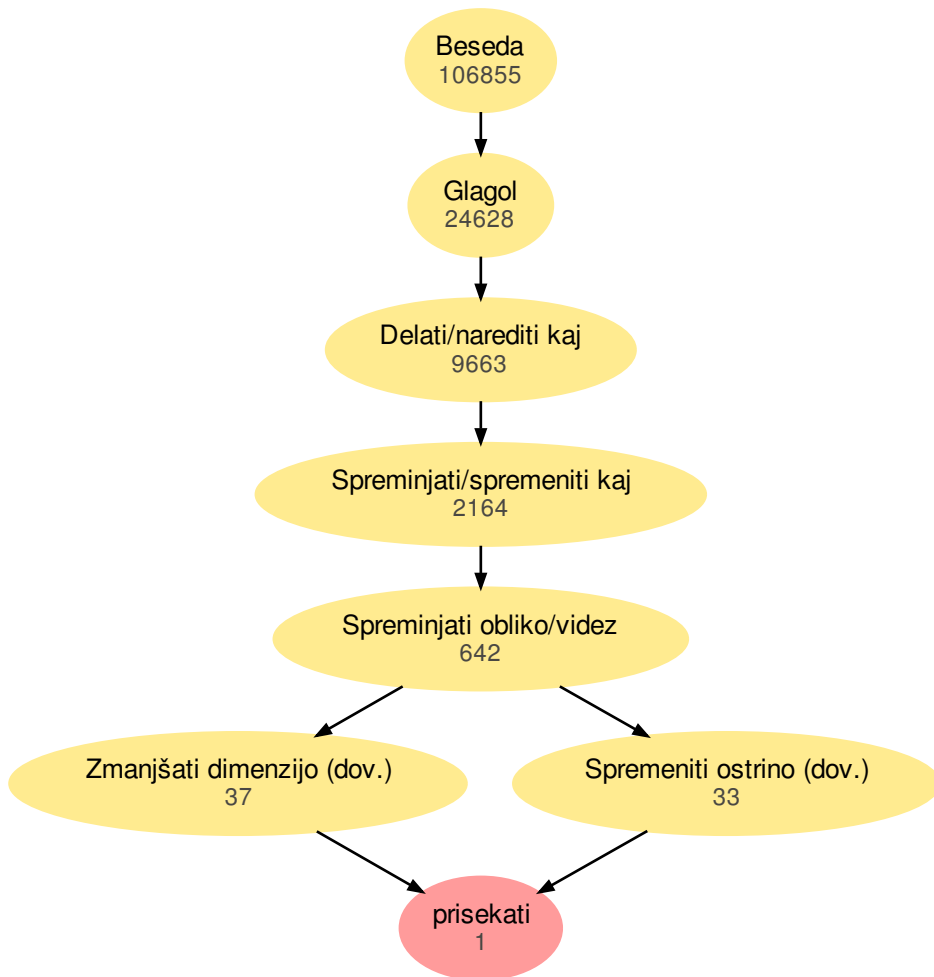 Beseda
106855
Glagol
24628
Delati/narediti kaj
9663
Spreminjati/spremeniti kaj
2164
Spreminjati obliko/videz
642
Zmanjšati dimenzijo (dov.)
37
Spremeniti ostrino (dov.)
33
prisekati
1